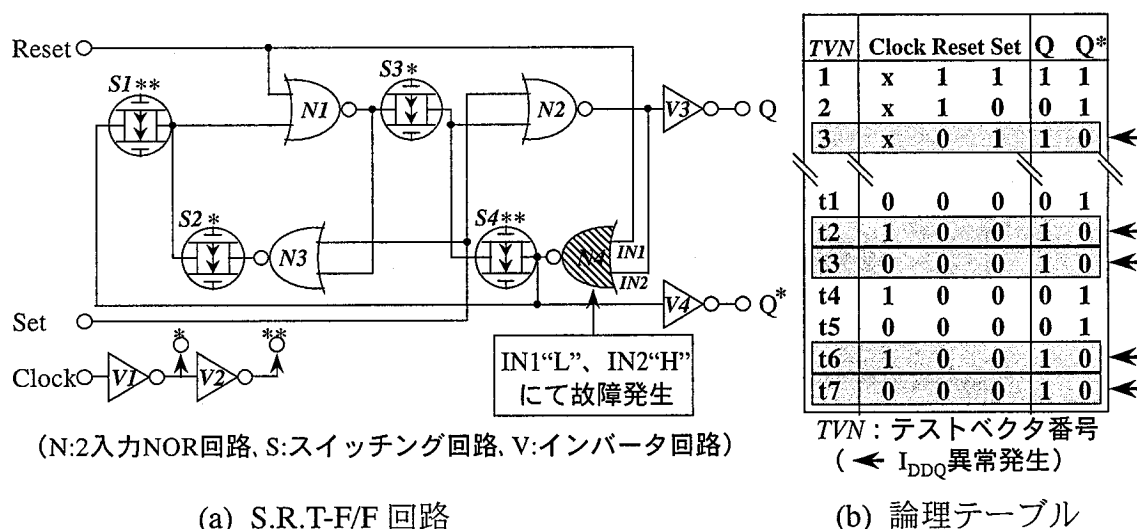 Reset
S1**
N1
S3*
N2
V3
Q
S2*
N3
S4**
N4
IN1
IN2
V4
Q*
Set
Clock
V1
*
V2
**
IN1“L”、IN2“H”
にて故障発生
(N:2入力NOR回路, S:スイッチング回路, V:インバータ回路)
(a) S.R.T-F/F 回路
TVN Clock Reset Set Q Q*
1 x 1 1 1 1
2 x 1 0 0 1
3 x 0 1 1 0
t1 0 0 0 0 1
t2 1 0 0 1 0
t3 0 0 0 1 0
t4 1 0 0 0 1
t5 0 0 0 0 1
t6 1 0 0 1 0
t7 0 0 0 1 0
TVN : テストベクタ番号
(← IDDQ異常発生)
(b) 論理テーブル